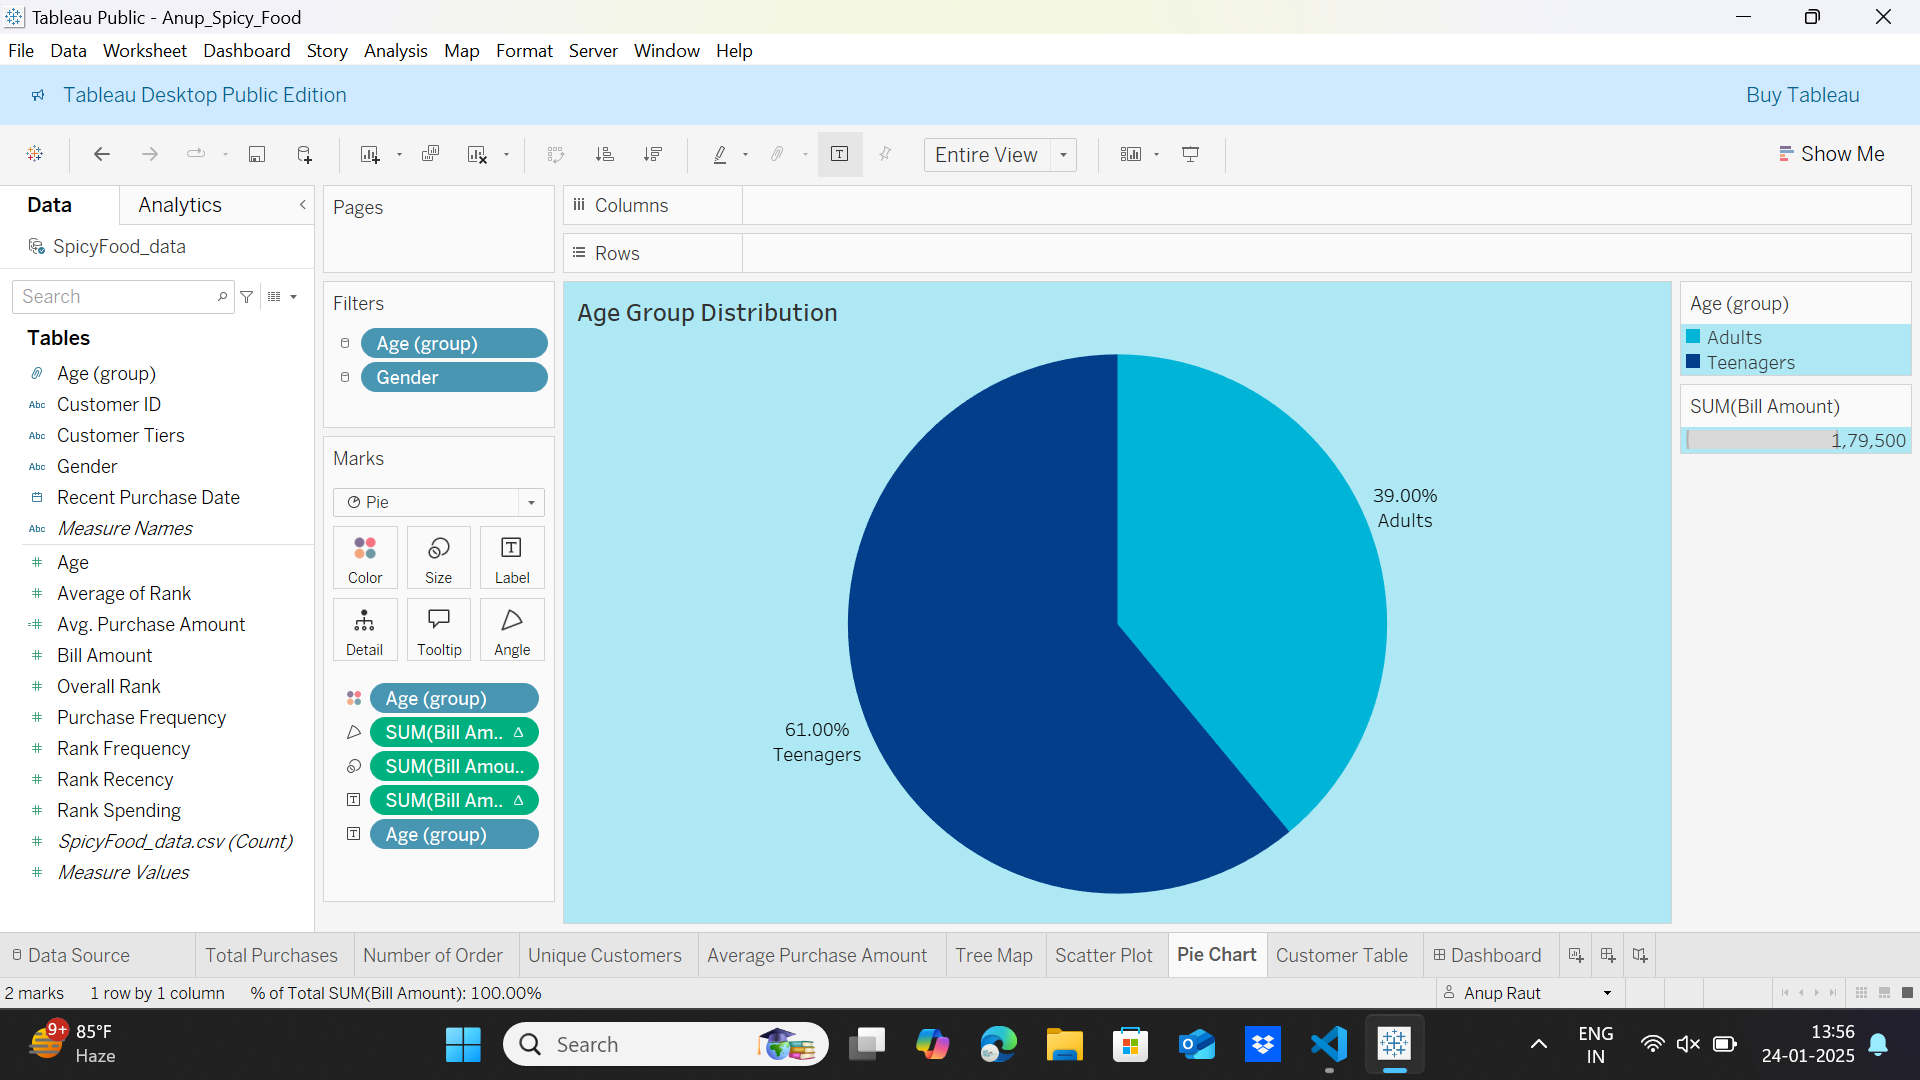 Tableau Public - Anup_Spicy_Food
File Data Worksheet Dashboard Story Analysis Map Format Server Window Help
Tableau Desktop Public Edition
Buy Tableau
Entire View
Show Me
Data
Analytics
SpicyFood_data
Search
Tables
Age (group)
Abc Customer ID
Abc Customer Tiers
Abc Gender
Recent Purchase Date
Abc Measure Names
# Age
# Average of Rank
=# Avg. Purchase Amount
# Bill Amount
# Overall Rank
# Purchase Frequency
# Rank Frequency
# Rank Recency
# Rank Spending
# SpicyFood_data.csv (Count)
# Measure Values
Pages
Filters
Age (group)
Gender
Marks
Pie
Color
Size
Label
Detail
Tooltip
Angle
Age (group)
SUM(Bill Am.. Δ
SUM(Bill Amou..
SUM(Bill Am.. Δ
Age (group)
Columns
Rows
Age Group Distribution
39.00%
Adults
61.00%
Teenagers
Age (group)
Adults
Teenagers
SUM(Bill Amount)
1,79,500
Data Source
Total Purchases
Number of Order
Unique Customers
Average Purchase Amount
Tree Map
Scatter Plot
Pie Chart
Customer Table
Dashboard
2 marks 1 row by 1 column % of Total SUM(Bill Amount): 100.00%
Anup Raut
9+
85°F
Haze
Search
ENG
IN
13:56
24-01-2025